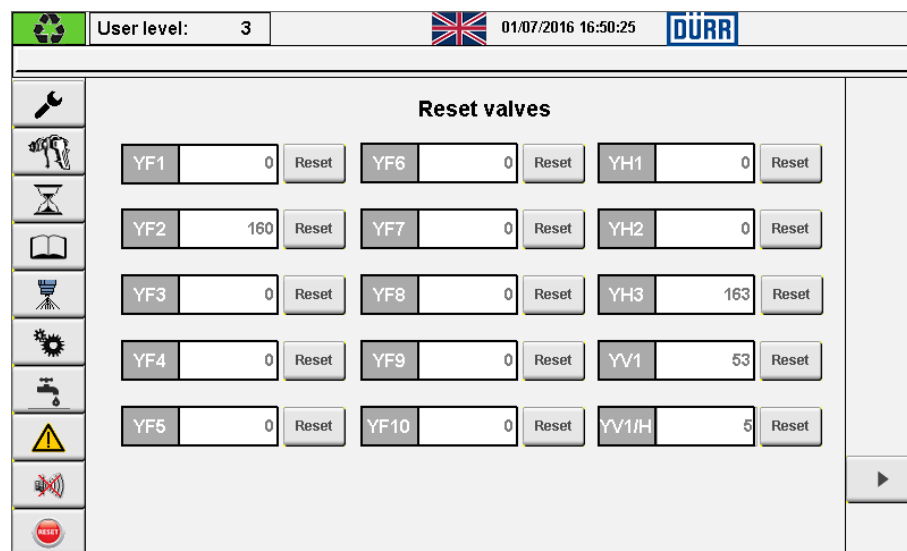 User level: 3 01/07/2016 16:50:25 DÜRR
Reset valves
YF1 0 Reset YF6 0 Reset YH1 0 Reset
YF2 160 Reset YF7 0 Reset YH2 0 Reset
YF3 0 Reset YF8 0 Reset YH3 163 Reset
YF4 0 Reset YF9 0 Reset YV1 53 Reset
YF5 0 Reset YF10 0 Reset YV1/H 5 Reset
RESET